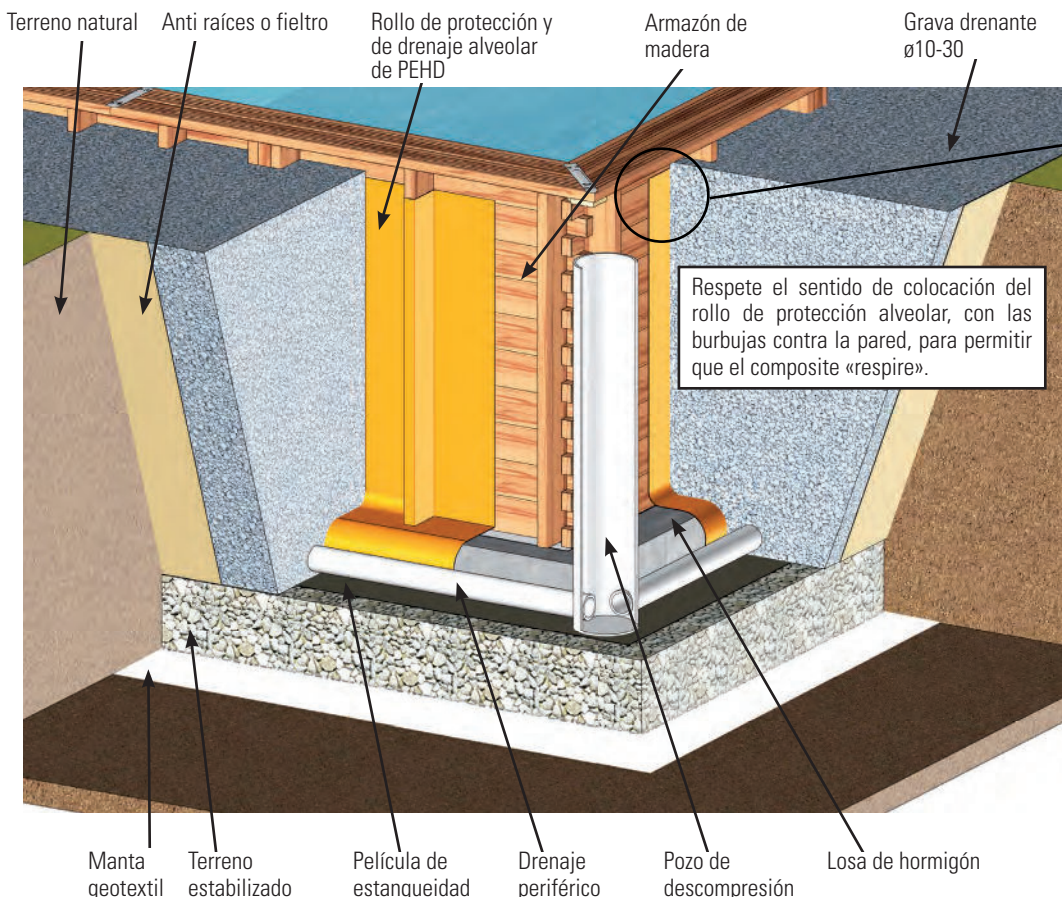 Terreno natural
Anti raíces o fieltro
Rollo de protección y
de drenaje alveolar
de PEHD
Armazón de
madera
Grava drenante
ø10-30
Respete el sentido de colocación del
rollo de protección alveolar, con las
burbujas contra la pared, para permitir
que el composite «respire».
Manta
geotextil
Terreno
estabilizado
Película de
estanqueidad
Drenaje
periférico
Pozo de
descompresión
Losa de hormigón